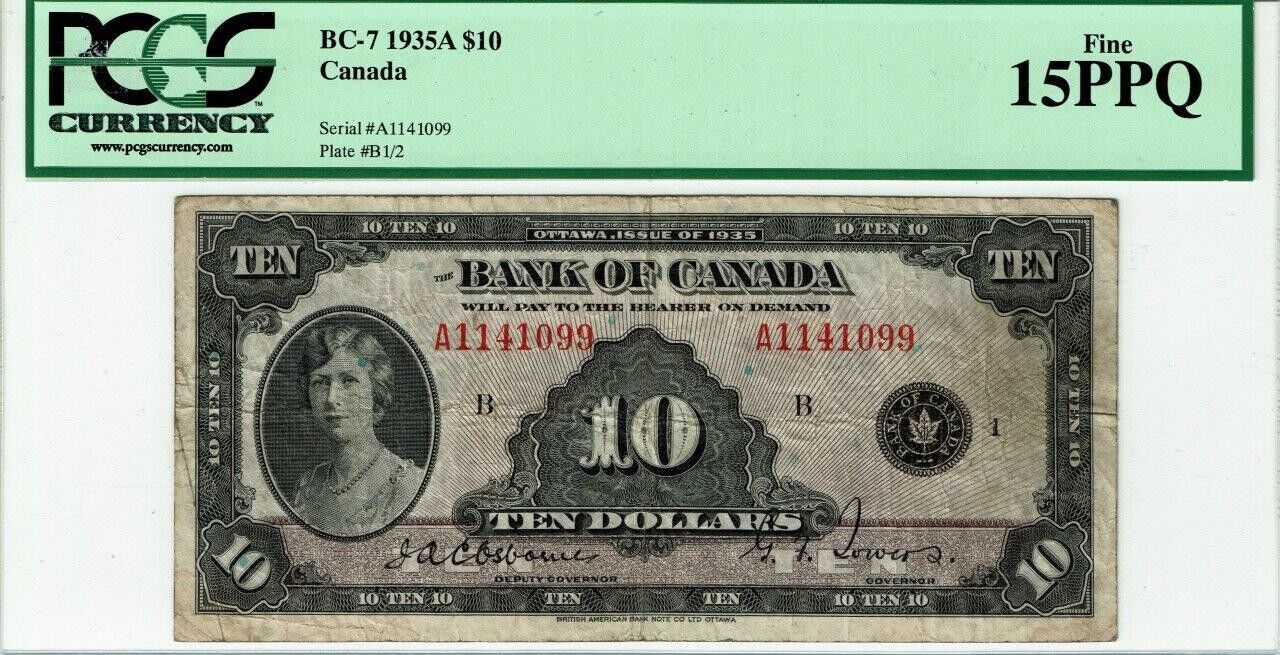 PCGS™
CURRENCY
www.pcgscurrency.com
BC-7 1935A $10
Canada
Serial #A1141099
Plate #B1/2
Fine
15PPQ
10 TEN 10
OTTAWA, ISSUE OF 1935
10 TEN 10
TEN
THE BANK OF CANADA
TEN
WILL PAY TO THE BEARER ON DEMAND
A1141099
A1141099
10 TEN 10
10 TEN 10
B
B
10
BANK OF CANADA
1
TEN DOLLARS
10
J.A.C. Osborne
G. F. Towers.
TEN
10
DEPUTY GOVERNOR
GOVERNOR
10 TEN 10
TEN
TEN
10 TEN 10
BRITISH AMERICAN BANK NOTE CO LTD OTTAWA